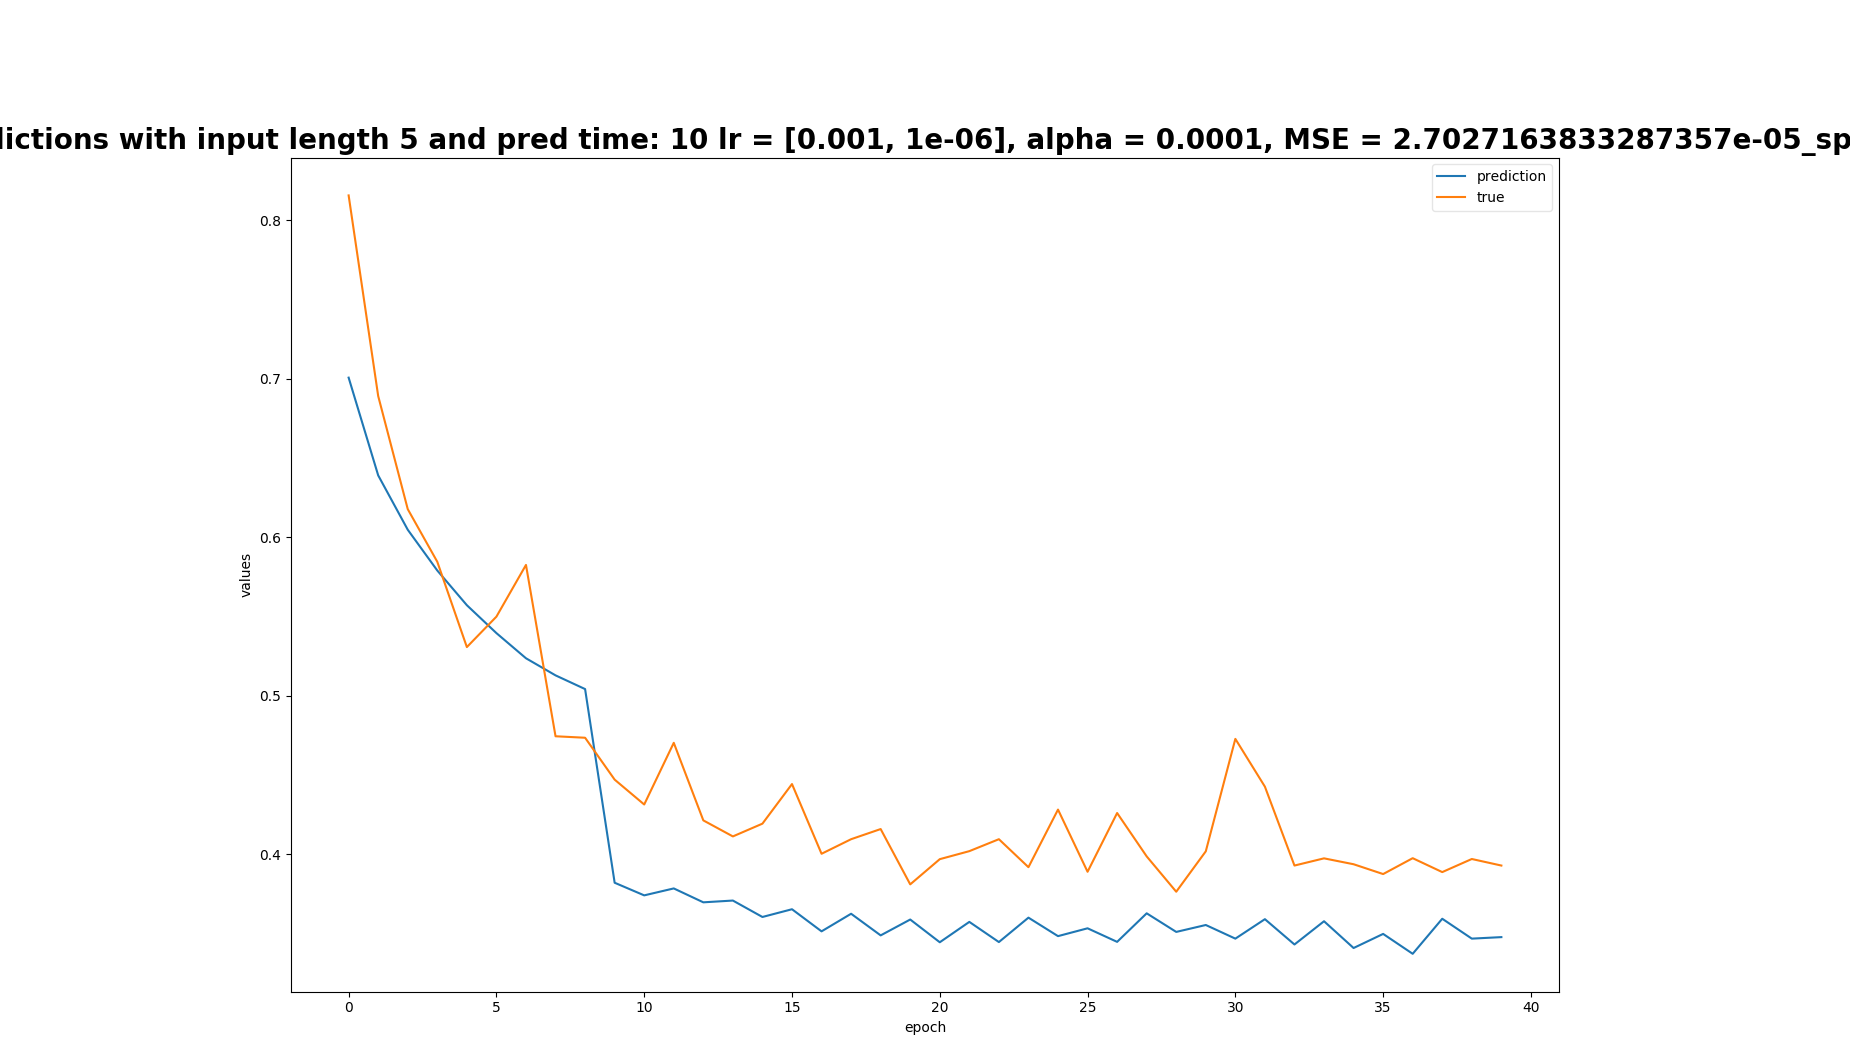 dictions with input length 5 and pred time: 10 lr = [0.001, 1e-06], alpha = 0.0001, MSE = 2.7027163833287357e-05_sp
prediction
true
0.8
0.7
0.6
0.5
0.4
values
0 5 10 15 20 25 30 35 40
epoch